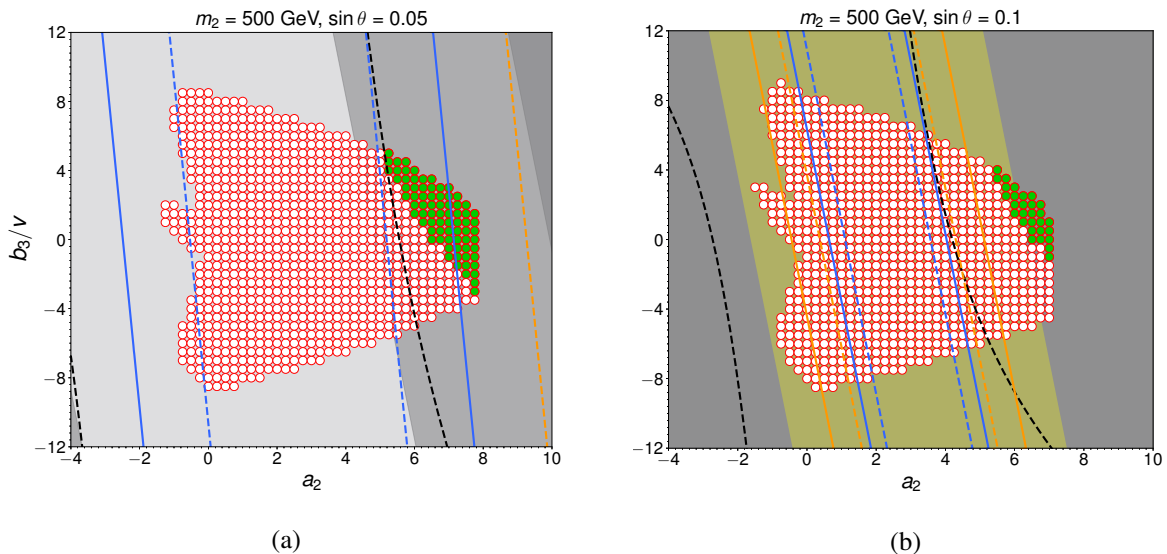 m₂ = 500 GeV, sin θ = 0.05
m₂ = 500 GeV, sin θ = 0.1
12
8
4
0
−4
−8
−12
b₃/v
−4 −2 0 2 4 6 8 10
a₂
12
8
4
0
−4
−8
−12
−4 −2 0 2 4 6 8 10
a₂
(a)
(b)